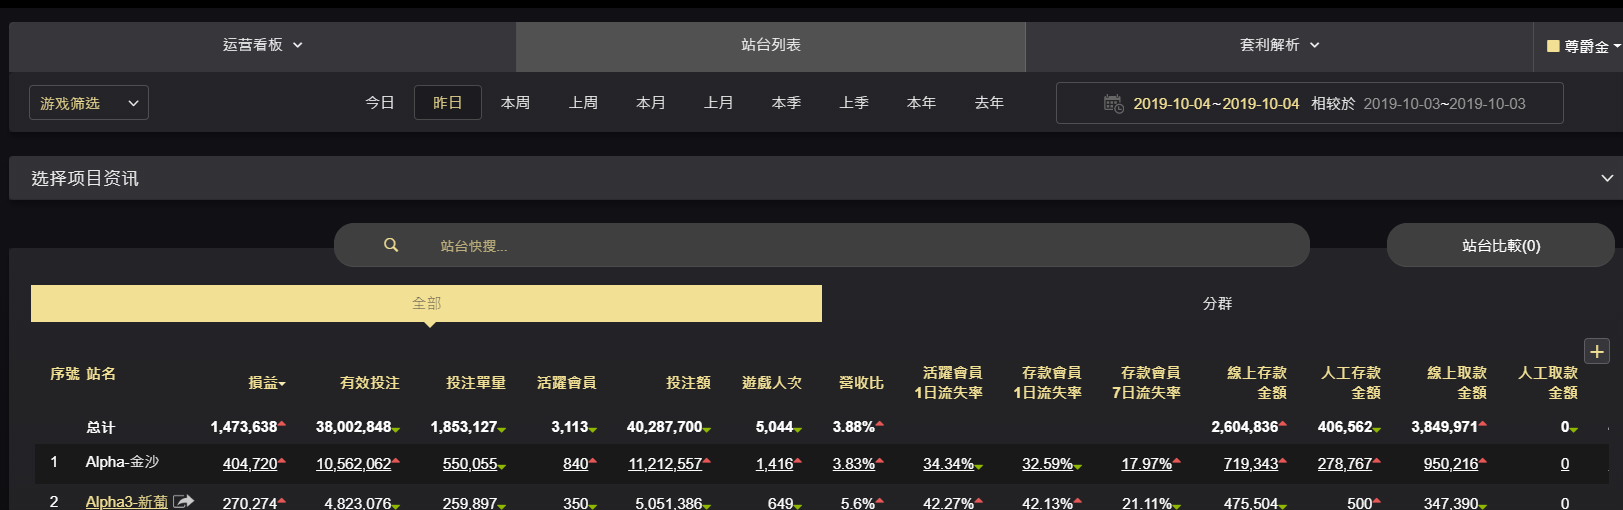 运营看板 站台列表 套利解析 尊爵金
游戏筛选 今日 昨日 本周 上周 本月 上月 本季 上季 本年 去年 2019-10-04~2019-10-04 相较於 2019-10-03~2019-10-03
选择项目资讯
站台快搜... 站台比較(0)
全部 分群
序號 站名 損益 有效投注 投注單量 活躍會員 投注額 遊戲人次 營收比 活躍會員 存款會員 存款會員 線上存款 人工存款 線上取款 人工取款
1日流失率 1日流失率 7日流失率 金額 金額 金額 金額
总计 1,473,638 38,002,848 1,853,127 3,113 40,287,700 5,044 3.88% 2,604,836 406,562 3,849,971 0
1 Alpha-金沙 404,720 10,562,062 550,055 840 11,212,557 1,416 3.83% 34.34% 32.59% 17.97% 719,343 278,767 950,216 0
2 Alpha3-新葡 270,274 4,823,076 259,897 350 5,051,386 649 5.6% 42.27% 42.13% 21.11% 475,504 500 347,390 0